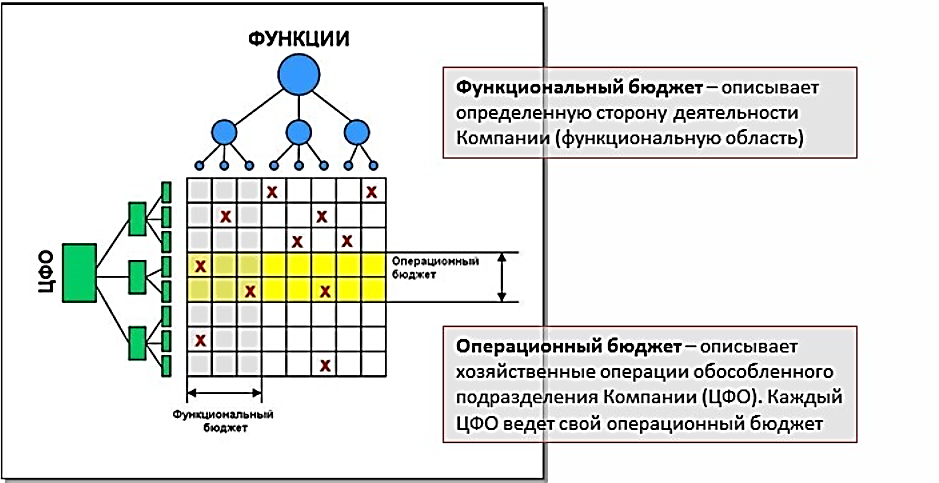 ФУНКЦИИ
Функциональный бюджет – описывает
определенную сторону деятельности
Компании (функциональную область)
ЦФО
X X
X X
X X
X
Операционный
бюджет
X X
X
X
Функциональный
бюджет
Операционный бюджет – описывает
хозяйственные операции обособленного
подразделения Компании (ЦФО). Каждый
ЦФО ведет свой операционный бюджет